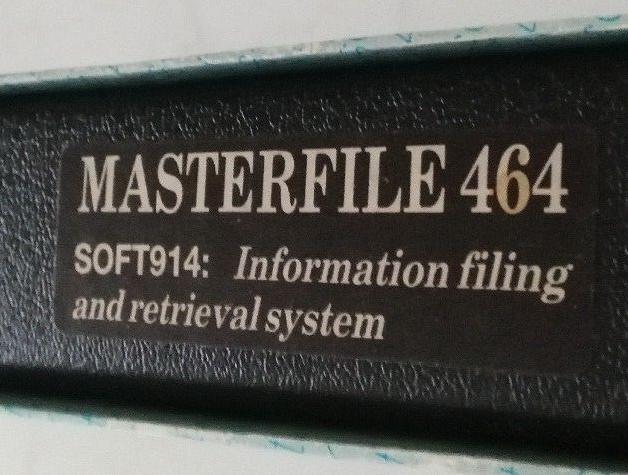 MASTERFILE 464
SOFT914: Information filing
and retrieval system